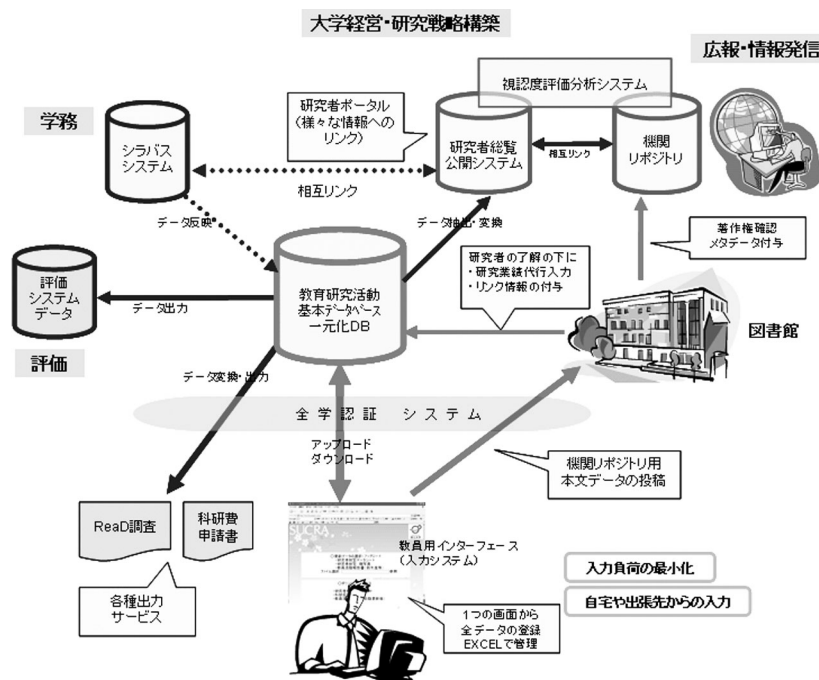 大学経営・研究戦略構築
広報・情報発信
視認度評価分析システム
学務
研究者ポータル
(様々な情報への
リンク)
シラバス
システム
研究者総覧
公開システム
相互リンク
機関
リポジトリ
相互リンク
データ反映
データ抽出・変換
著作権確認
メタデータ付与
研究者の了解の下に
・研究業績代行入力
・リンク情報の付与
評価
システム
データ
データ出力
教育研究活動
基本データベース
一元化DB
図書館
評価
データ変換・出力
全学認証 システム
アップロード
ダウンロード
機関リポジトリ用
本文データの投稿
ReaD調査
科研費
申請書
SUCRA
教員用インターフェース
(入力システム)
入力負荷の最小化
各種出力
サービス
自宅や出張先からの入力
1つの画面から
全データの登録
EXCELで管理